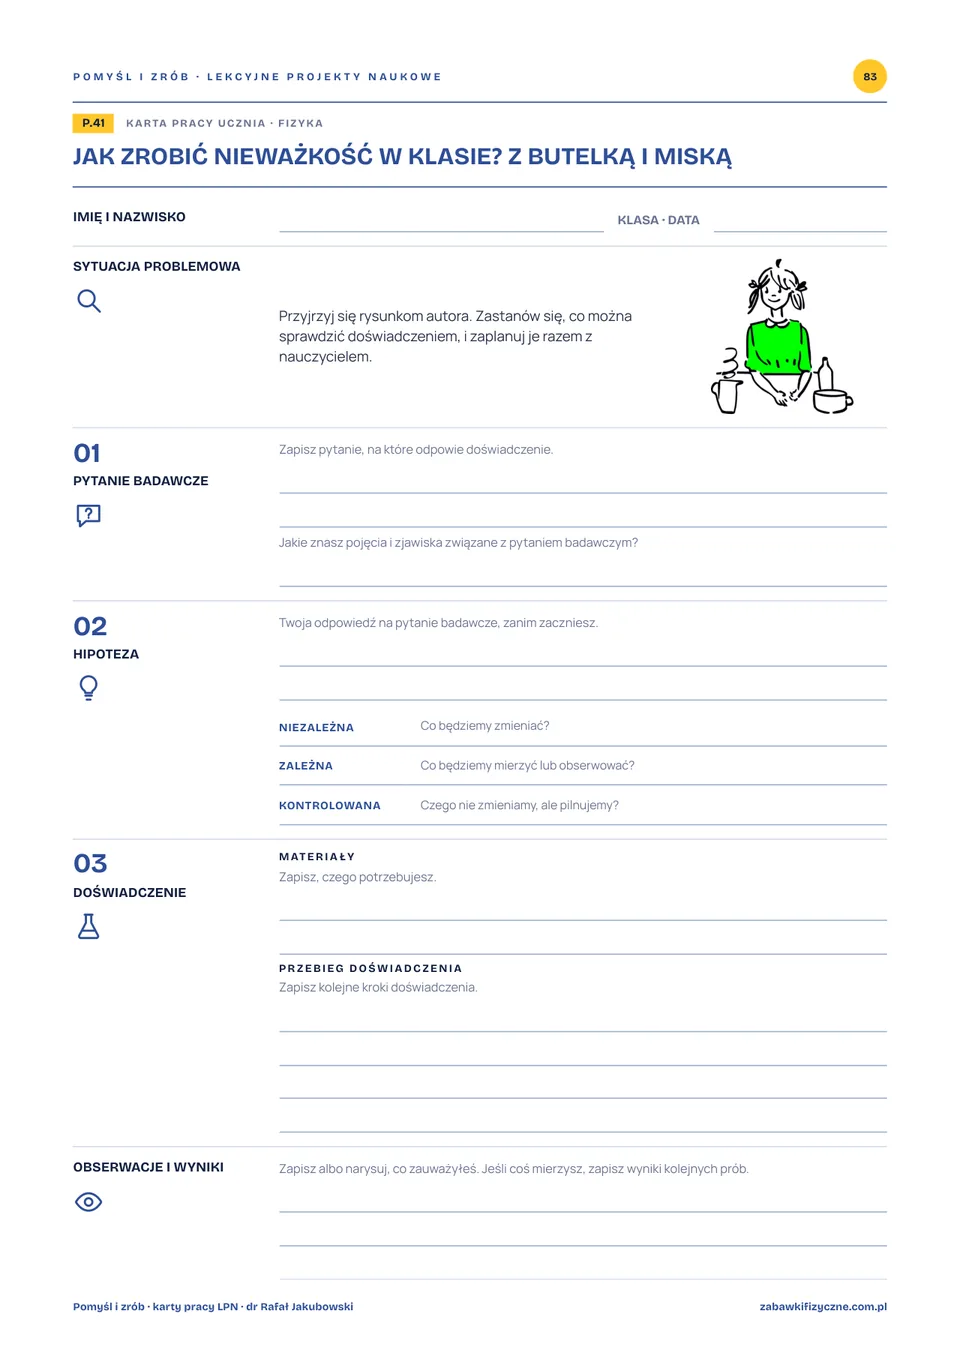 POMYŚL I ZRÓB · LEKCYJNE PROJEKTY NAUKOWE
83
P.41 KARTA PRACY UCZNIA · FIZYKA
JAK ZROBIĆ NIEWAŻKOŚĆ W KLASIE? Z BUTELKĄ I MISKĄ
IMIĘ I NAZWISKO
KLASA · DATA
SYTUACJA PROBLEMOWA
Przyjrzyj się rysunkom autora. Zastanów się, co można
sprawdzić doświadczeniem, i zaplanuj je razem z
nauczycielem.
01
PYTANIE BADAWCZE
Zapisz pytanie, na które odpowie doświadczenie.
Jakie znasz pojęcia i zjawiska związane z pytaniem badawczym?
02
HIPOTEZA
Twoja odpowiedź na pytanie badawcze, zanim zaczniesz.
NIEZALEŻNA Co będziemy zmieniać?
ZALEŻNA Co będziemy mierzyć lub obserwować?
KONTROLOWANA Czego nie zmieniamy, ale pilnujemy?
03
DOŚWIADCZENIE
MATERIAŁY
Zapisz, czego potrzebujesz.
PRZEBIEG DOŚWIADCZENIA
Zapisz kolejne kroki doświadczenia.
OBSERWACJE I WYNIKI
Zapisz albo narysuj, co zauważyłeś. Jeśli coś mierzysz, zapisz wyniki kolejnych prób.
Pomyśl i zrób · karty pracy LPN · dr Rafał Jakubowski
zabawkifizyczne.com.pl